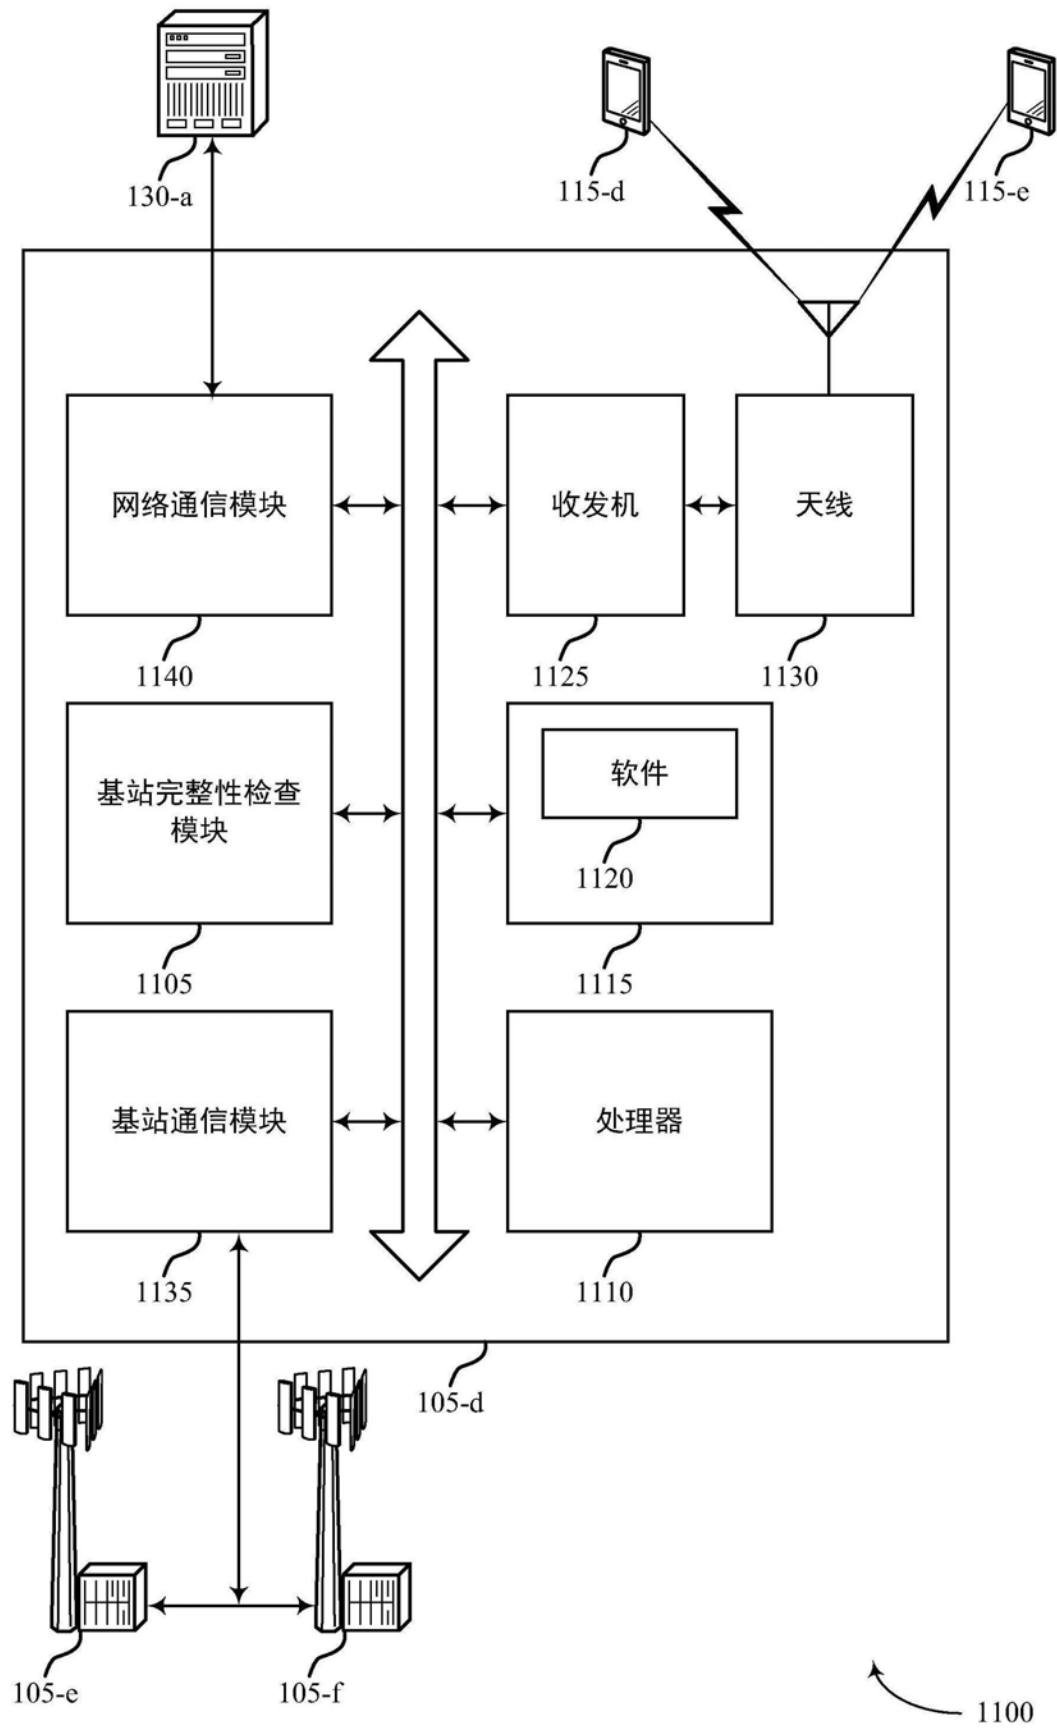 130-a
115-d
115-e
网络通信模块
收发机
天线
1140
1125
1130
基站完整性检查
模块
软件
1120
1105
1115
基站通信模块
处理器
1135
1110
105-d
105-e
105-f
1100